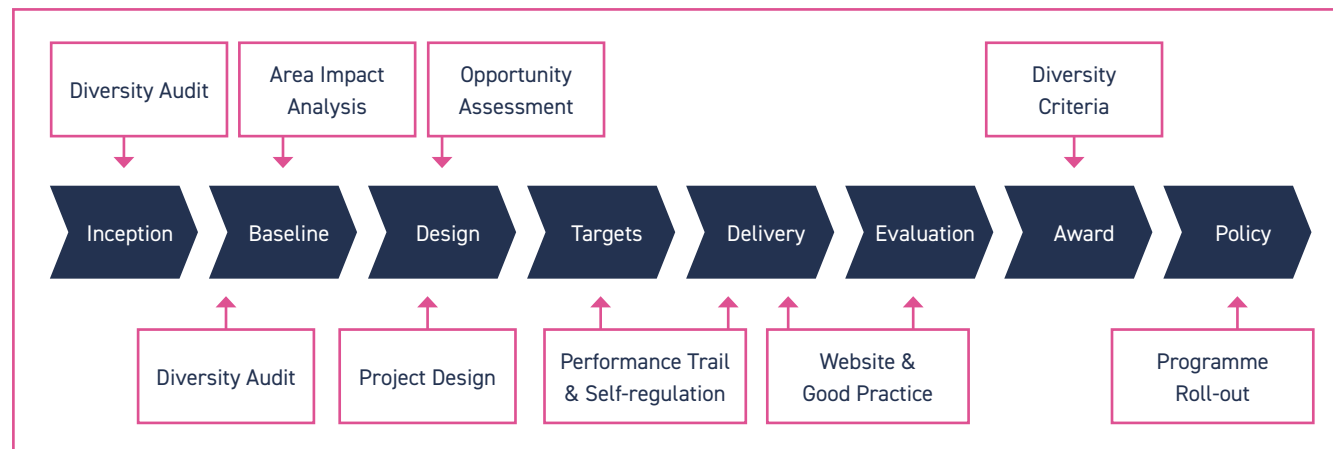 Diversity Audit
Area Impact
Analysis
Opportunity
Assessment
Diversity
Criteria
Inception
Baseline
Design
Targets
Delivery
Evaluation
Award
Policy
Diversity Audit
Project Design
Performance Trail
& Self-regulation
Website &
Good Practice
Programme
Roll-out